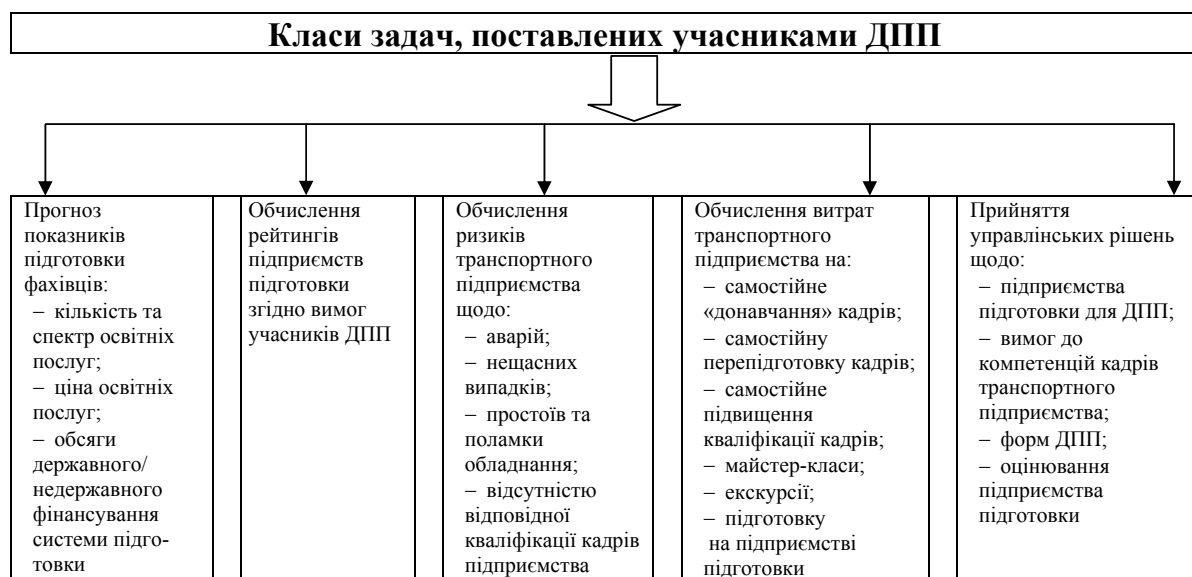 Класи задач, поставлених учасниками ДПП
Прогноз
показників
підготовки
фахівців:
– кількість та
спектр освітніх
послуг;
– ціна освітніх
послуг;
– обсяги
державного/
недержавного
фінансування
системи підго-
товки
Обчислення
рейтингів
підприємств
підготовки
згідно вимог
учасників ДПП
Обчислення
ризиків
транспортного
підприємства
щодо:
– аварій;
– нещасних
випадків;
– простоїв та
поламки
обладнання;
– відсутністю
відповідної
кваліфікації кадрів
підприємства
Обчислення витрат
транспортного
підприємства на:
– самостійне
«донавчання» кадрів;
– самостійну
перепідготовку кадрів;
– самостійне
підвищення
кваліфікації кадрів;
– майстер-класи;
– екскурсії;
– підготовку
на підприємстві
підготовки
Прийняття
управлінських рішень
щодо:
– підприємства
підготовки для ДПП;
– вимог до
компетенцій кадрів
транспортного
підприємства;
– форм ДПП;
– оцінювання
підприємства
підготовки